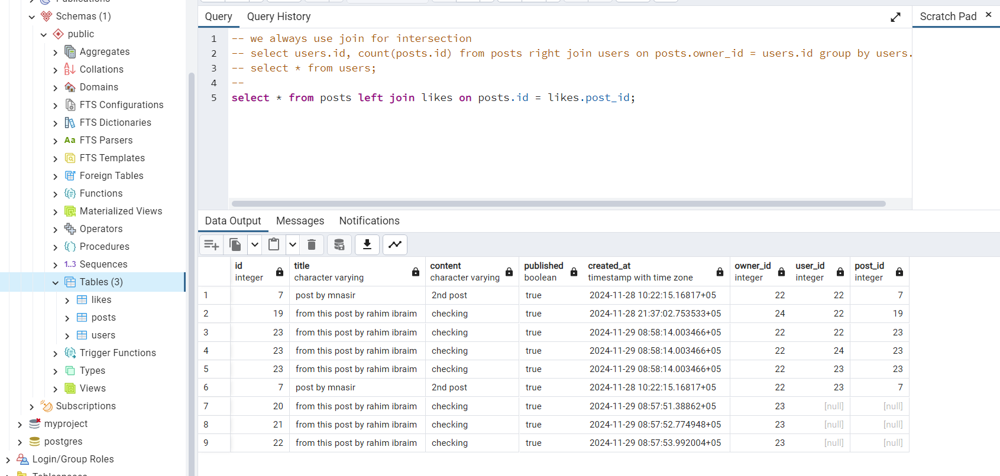 Publications
Schemas (1)
public
Aggregates
Collations
Domains
FTS Configurations
FTS Dictionaries
Aa FTS Parsers
FTS Templates
Foreign Tables
Functions
Materialized Views
Operators
Procedures
1..3 Sequences
Tables (3)
likes
posts
users
Trigger Functions
Types
Views
Subscriptions
myproject
postgres
Login/Group Roles
Tablespaces
Query Query History
Scratch Pad
1 -- we always use join for intersection
2 -- select users.id, count(posts.id) from posts right join users on posts.owner_id = users.id group by users.
3 -- select * from users;
4 --
5 select * from posts left join likes on posts.id = likes.post_id;
Data Output Messages Notifications
id title content published created_at owner_id user_id post_id
integer character varying character varying boolean timestamp with time zone integer integer integer
1 7 post by mnasir 2nd post true 2024-11-28 10:22:15.16817+05 22 22 7
2 19 from this post by rahim ibraim checking true 2024-11-28 21:37:02.753533+05 24 22 19
3 23 from this post by rahim ibraim checking true 2024-11-29 08:58:14.003466+05 22 22 23
4 23 from this post by rahim ibraim checking true 2024-11-29 08:58:14.003466+05 22 24 23
5 23 from this post by rahim ibraim checking true 2024-11-29 08:58:14.003466+05 22 23 23
6 7 post by mnasir 2nd post true 2024-11-28 10:22:15.16817+05 22 23 7
7 20 from this post by rahim ibraim checking true 2024-11-29 08:57:51.38862+05 23 [null] [null]
8 21 from this post by rahim ibraim checking true 2024-11-29 08:57:52.774948+05 23 [null] [null]
9 22 from this post by rahim ibraim checking true 2024-11-29 08:57:53.992004+05 23 [null] [null]